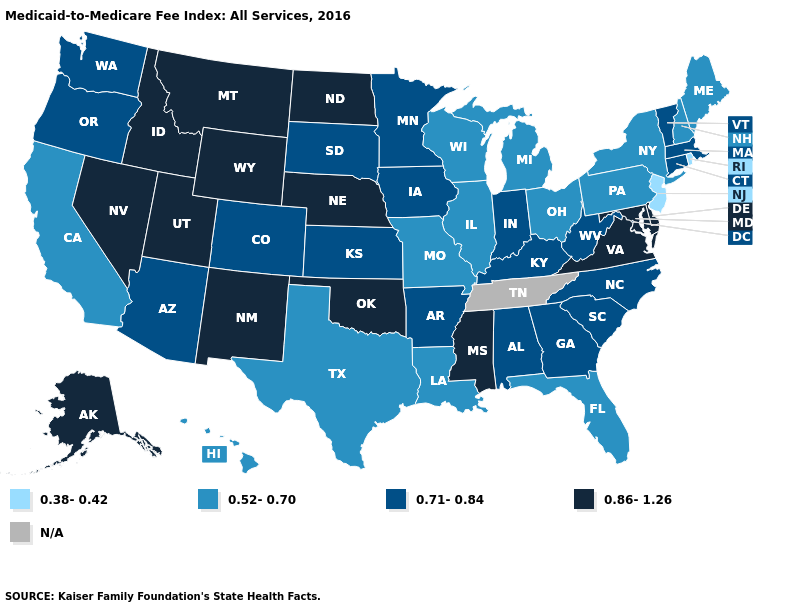 Medicaid-to-Medicare Fee Index: All Services, 2016
WA
OR
CA
ID
NV
MT
WY
UT
AZ
CO
NM
ND
SD
NE
KS
OK
TX
MN
IA
MO
AR
LA
WI
IL
MI
IN
OH
KY
TN
MS
AL
GA
FL
SC
NC
VA
WV
PA
NY
ME
VT
NH
MA
RI
CT
NJ
DE
MD
DC
AK
HI
0.38- 0.42
0.52- 0.70
0.71- 0.84
0.86- 1.26
N/A
SOURCE: Kaiser Family Foundation's State Health Facts.